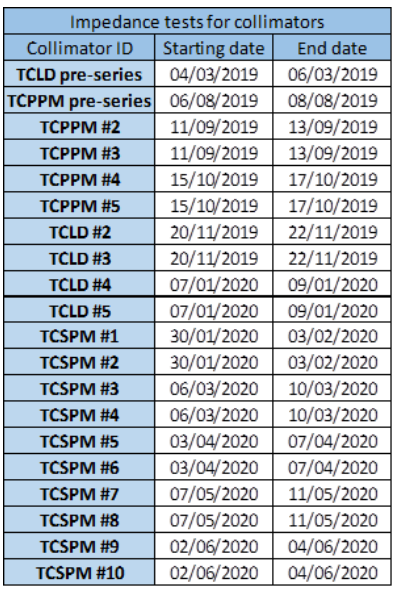 Impedance tests for collimators
Collimator ID Starting date End date
TCLD pre-series 04/03/2019 06/03/2019
TCPPM pre-series 06/08/2019 08/08/2019
TCPPM #2 11/09/2019 13/09/2019
TCPPM #3 11/09/2019 13/09/2019
TCPPM #4 15/10/2019 17/10/2019
TCPPM #5 15/10/2019 17/10/2019
TCLD #2 20/11/2019 22/11/2019
TCLD #3 20/11/2019 22/11/2019
TCLD #4 07/01/2020 09/01/2020
TCLD #5 07/01/2020 09/01/2020
TCSPM #1 30/01/2020 03/02/2020
TCSPM #2 30/01/2020 03/02/2020
TCSPM #3 06/03/2020 10/03/2020
TCSPM #4 06/03/2020 10/03/2020
TCSPM #5 03/04/2020 07/04/2020
TCSPM #6 03/04/2020 07/04/2020
TCSPM #7 07/05/2020 11/05/2020
TCSPM #8 07/05/2020 11/05/2020
TCSPM #9 02/06/2020 04/06/2020
TCSPM #10 02/06/2020 04/06/2020